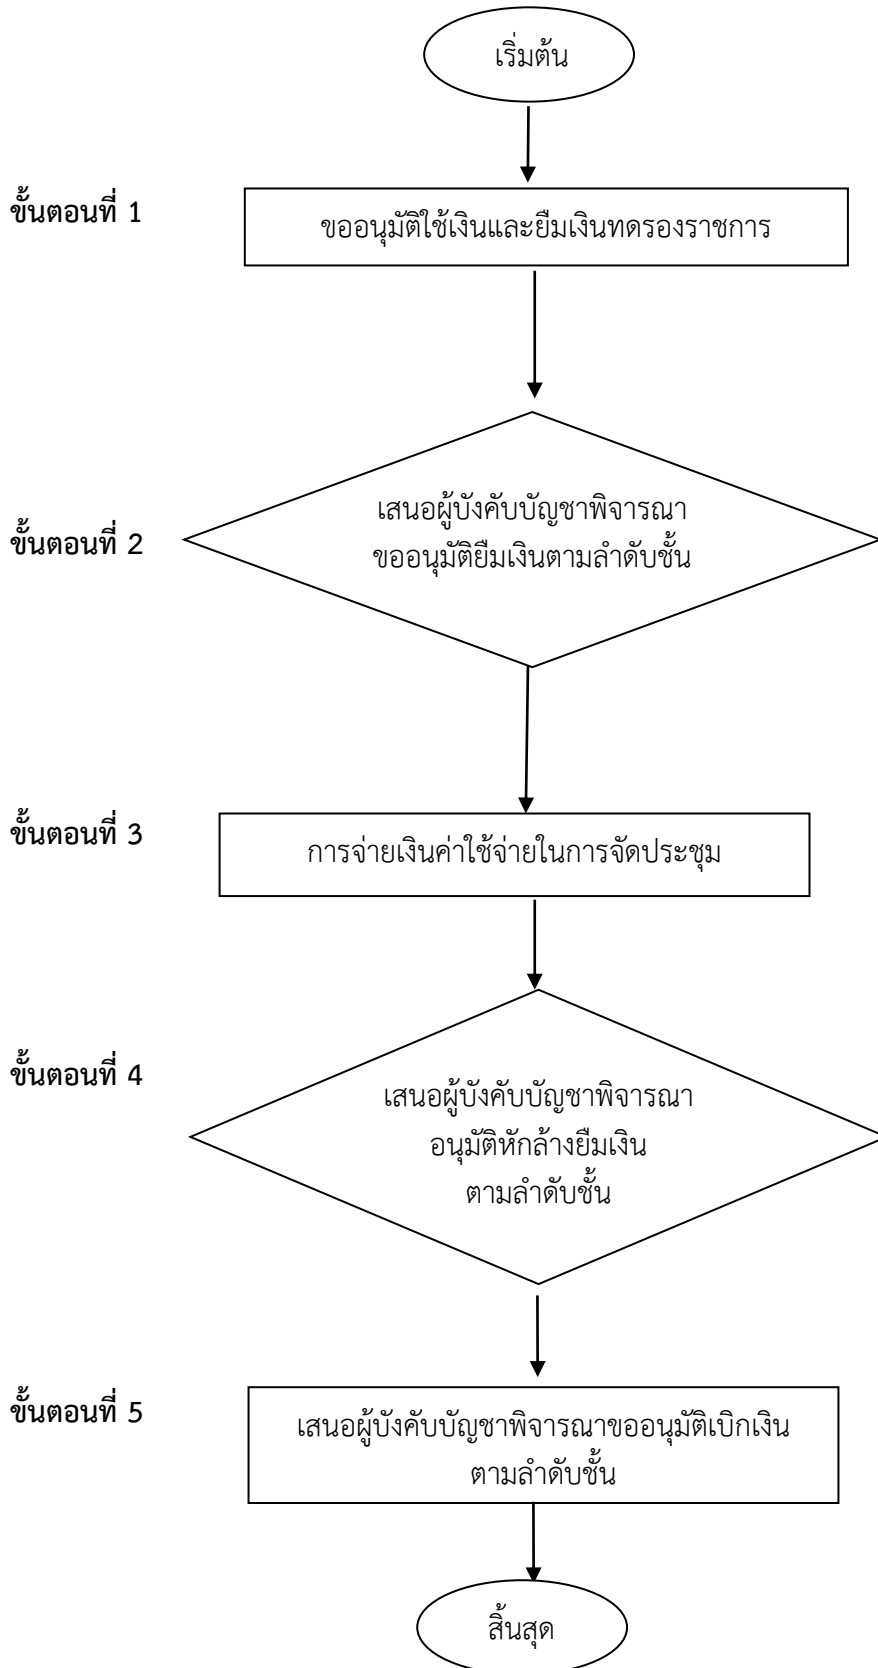 เริ่มต้น
ขั้นตอนที่ 1
ขออนุมัติใช้เงินและยืมเงินทดรองราชการ
ขั้นตอนที่ 2
เสนอผู้บังคับบัญชาพิจารณา
ขออนุมัติยืมเงินตามลำดับชั้น
ขั้นตอนที่ 3
การจ่ายเงินค่าใช้จ่ายในการจัดประชุม
ขั้นตอนที่ 4
เสนอผู้บังคับบัญชาพิจารณา
อนุมัติหักล้างยืมเงิน
ตามลำดับชั้น
ขั้นตอนที่ 5
เสนอผู้บังคับบัญชาพิจารณาขออนุมัติเบิกเงิน
ตามลำดับชั้น
สิ้นสุด